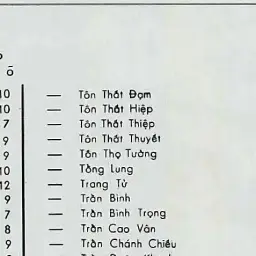 Ō
10 — Tôn Thất Đạm
10 — Tôn Thất Hiệp
7 — Tôn Thất Thiệp
9 — Tôn Thất Thuyết
9 — Tôn Thọ Tường
10 — Tống Lung
12 — Trang Tử
9 — Trần Bình
7 — Trần Bình Trọng
8 — Trần Cao Vân
9 — Trần Chánh Chiếu